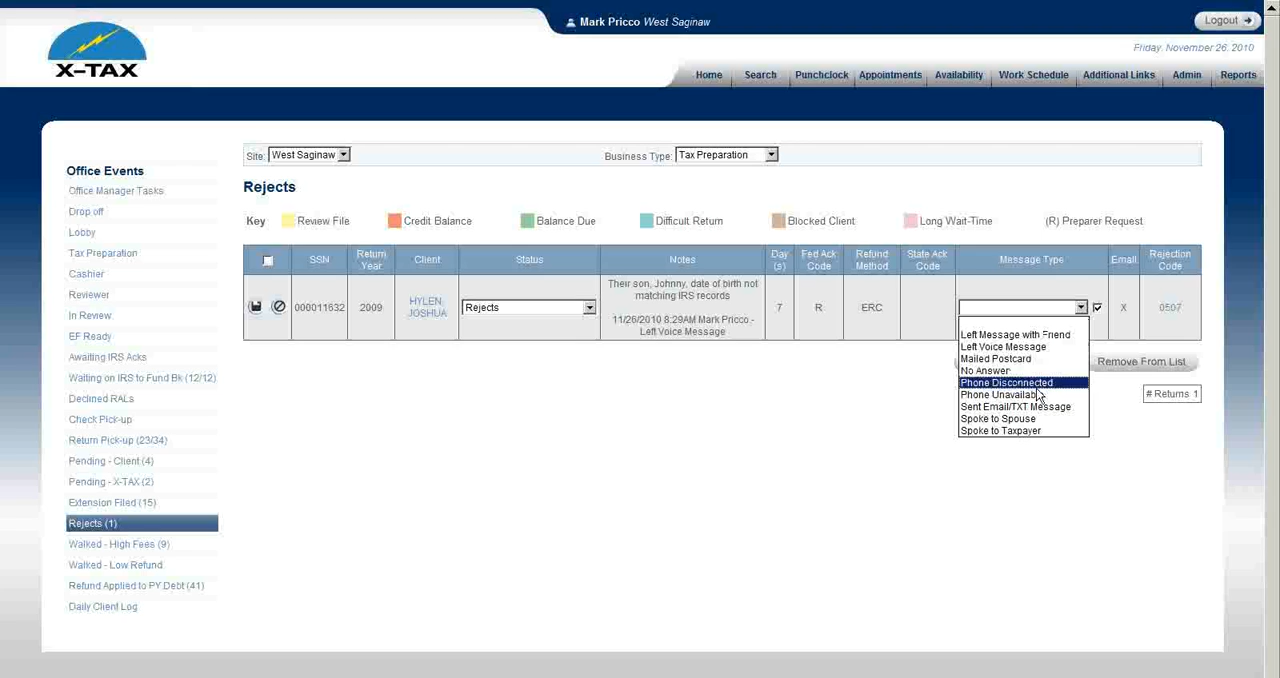 Mark Pricco West Saginaw
Logout
X-TAX
Friday, November 26, 2010
Home Search Punchclock Appointments Availability Work Schedule Additional Links Admin Reports
Office Events
Office Manager Tasks
Drop off
Lobby
Tax Preparation
Cashier
Reviewer
In Review
EF Ready
Awaiting IRS Acks
Waiting on IRS to Fund Bk (12/12)
Declined RALs
Check Pick-up
Return Pick-up (23/34)
Pending - Client (4)
Pending - X-TAX (2)
Extension Filed (15)
Rejects (1)
Walked - High Fees (9)
Walked - Low Refund
Refund Applied to PY Debt (41)
Daily Client Log
Site: West Saginaw Business Type: Tax Preparation
Rejects
Key Review File Credit Balance Balance Due Difficult Return Blocked Client Long Wait-Time (R) Preparer Request
SSN
Return Year
Client
Status
Notes
Day (s)
Fed Ack Code
Refund Method
State Ack Code
Message Type
Email
Rejection Code
000011632
2009
HYLEN,
JOSHUA
Rejects
Their son, Johnny, date of birth not
matching IRS records
11/26/2010 8:29AM Mark Pricco -
Left Voice Message
7
R
ERC
X
0507
Left Message with Friend
Left Voice Message
Mailed Postcard
No Answer
Phone Disconnected
Phone Unavailable
Sent Email/TXT Message
Spoke to Spouse
Spoke to Taxpayer
Remove From List
# Returns 1